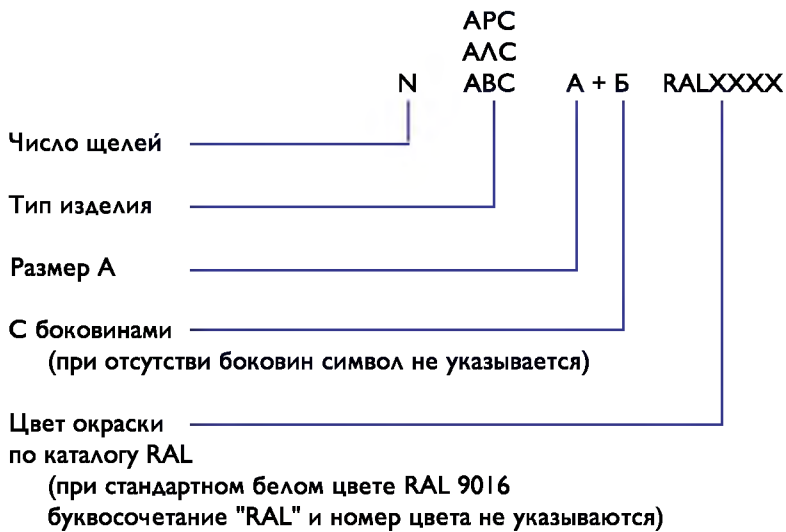 АРС
АЛС
N АВС А + Б RALXXXX
Число щелей
Тип изделия
Размер А
С боковинами
(при отсутстви боковин символ не указывается)
Цвет окраски
по каталогу RAL
(при стандартном белом цвете RAL 9016
буквосочетание "RAL" и номер цвета не указываются)